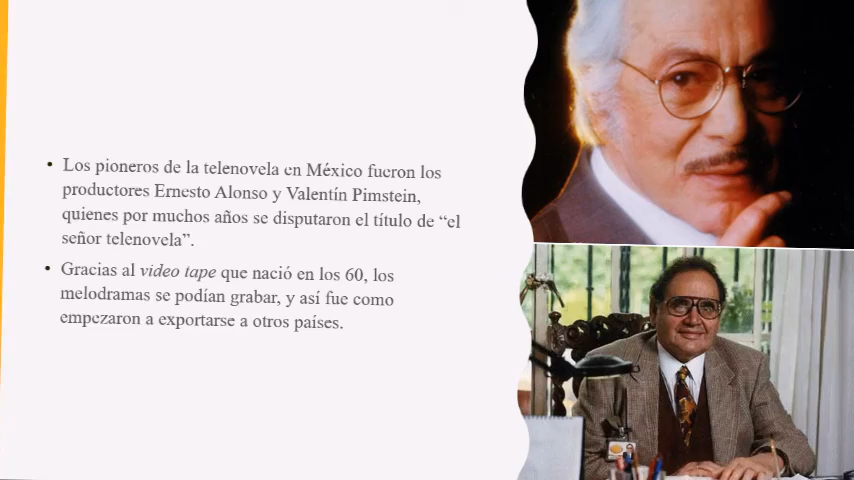 • Los pioneros de la telenovela en México fueron los
productores Ernesto Alonso y Valentín Pimstein,
quienes por muchos años se disputaron el título de “el
señor telenovela”.
• Gracias al video tape que nació en los 60, los
melodramas se podían grabar, y así fue como
empezaron a exportarse a otros países.